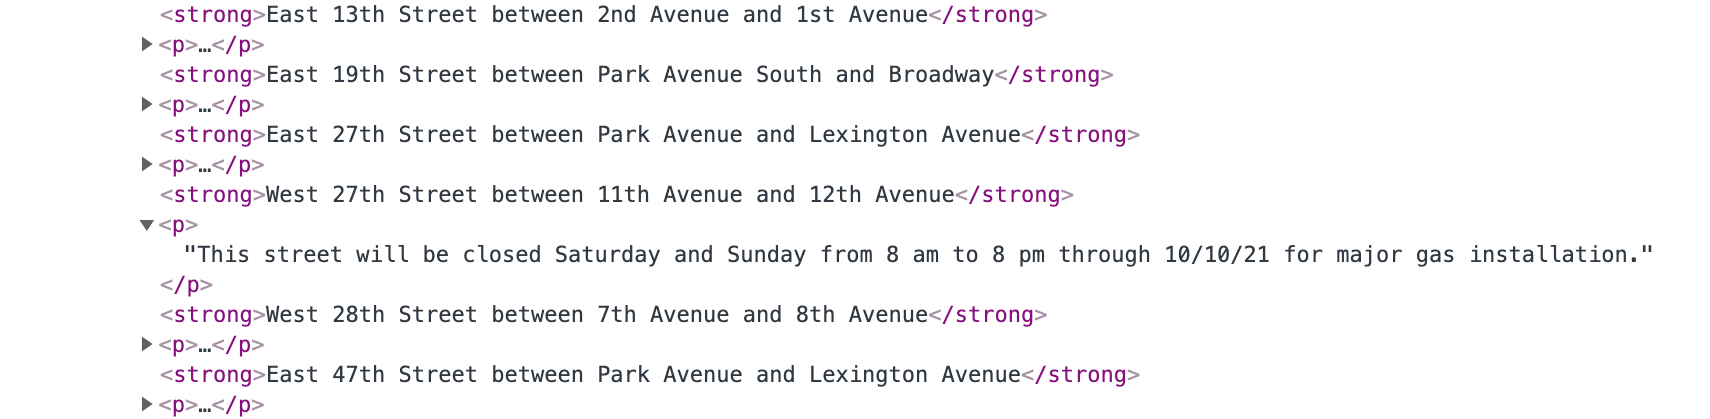 <strong>East 13th Street between 2nd Avenue and 1st Avenue</strong>
<p>…</p>
<strong>East 19th Street between Park Avenue South and Broadway</strong>
<p>…</p>
<strong>East 27th Street between Park Avenue and Lexington Avenue</strong>
<p>…</p>
<strong>West 27th Street between 11th Avenue and 12th Avenue</strong>
<p>
"This street will be closed Saturday and Sunday from 8 am to 8 pm through 10/10/21 for major gas installation."
</p>
<strong>West 28th Street between 7th Avenue and 8th Avenue</strong>
<p>…</p>
<strong>East 47th Street between Park Avenue and Lexington Avenue</strong>
<p>…</p>